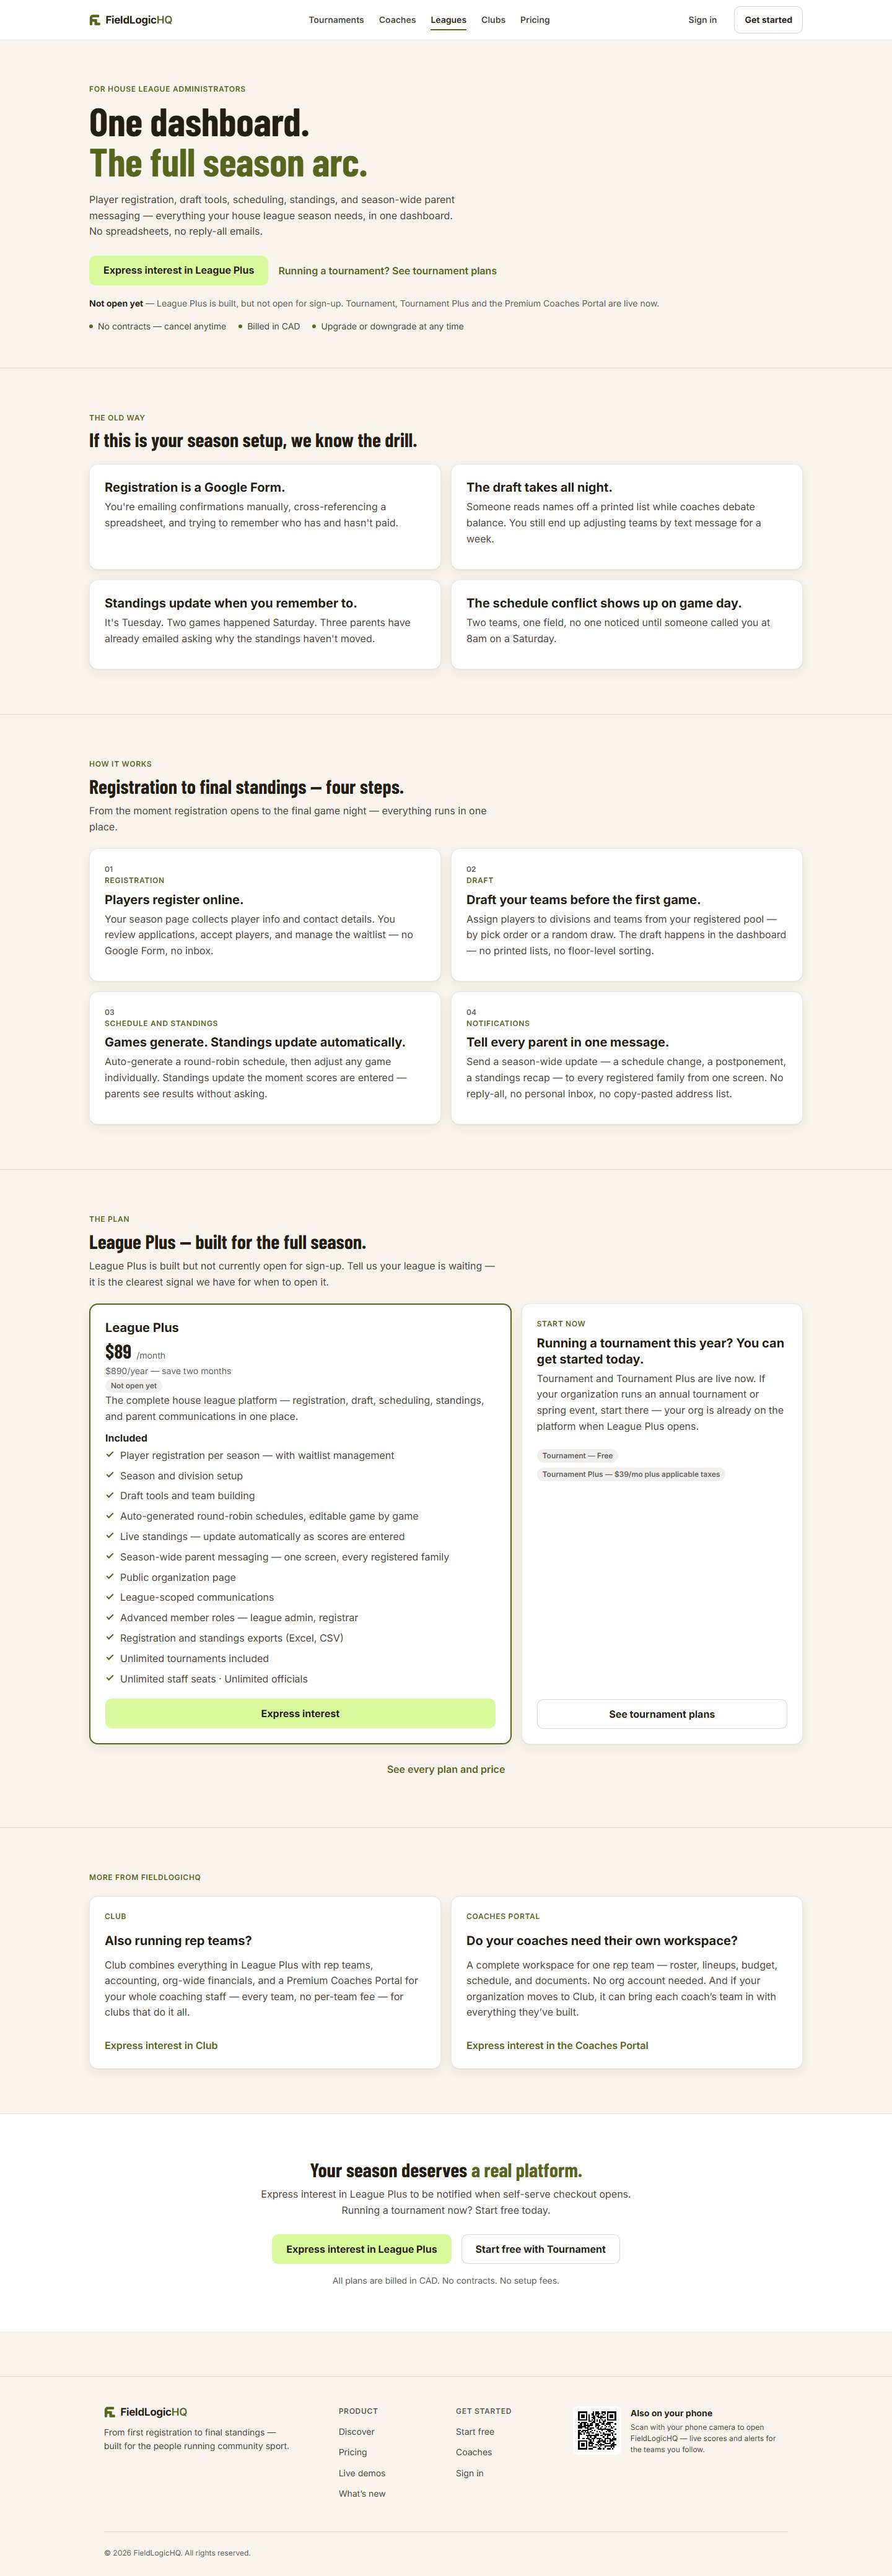 FieldLogicHQ
Tournaments
Coaches
Leagues
Clubs
Pricing
Sign in
Get started
FOR HOUSE LEAGUE ADMINISTRATORS
One dashboard.
The full season arc.
Player registration, draft tools, scheduling, standings, and season-wide parent
messaging — everything your house league season needs, in one dashboard.
No spreadsheets, no reply-all emails.
Express interest in League Plus
Running a tournament? See tournament plans
Not open yet — League Plus is built, but not open for sign-up. Tournament, Tournament Plus and the Premium Coaches Portal are live now.
No contracts — cancel anytime
Billed in CAD
Upgrade or downgrade at any time
THE OLD WAY
If this is your season setup, we know the drill.
Registration is a Google Form.
You're emailing confirmations manually, cross-referencing a
spreadsheet, and trying to remember who has and hasn't paid.
The draft takes all night.
Someone reads names off a printed list while coaches debate
balance. You still end up adjusting teams by text message for a
week.
Standings update when you remember to.
It's Tuesday. Two games happened Saturday. Three parents have
already emailed asking why the standings haven't moved.
The schedule conflict shows up on game day.
Two teams, one field, no one noticed until someone called you at
8am on a Saturday.
HOW IT WORKS
Registration to final standings — four steps.
From the moment registration opens to the final game night — everything runs in one
place.
01
REGISTRATION
Players register online.
Your season page collects player info and contact details. You
review applications, accept players, and manage the waitlist — no
Google Form, no inbox.
02
DRAFT
Draft your teams before the first game.
Assign players to divisions and teams from your registered pool —
by pick order or a random draw. The draft happens in the dashboard
— no printed lists, no floor-level sorting.
03
SCHEDULE AND STANDINGS
Games generate. Standings update automatically.
Auto-generate a round-robin schedule, then adjust any game
individually. Standings update the moment scores are entered —
parents see results without asking.
04
NOTIFICATIONS
Tell every parent in one message.
Send a season-wide update — a schedule change, a postponement,
a standings recap — to every registered family from one screen. No
reply-all, no personal inbox, no copy-pasted address list.
THE PLAN
League Plus — built for the full season.
League Plus is built but not currently open for sign-up. Tell us your league is waiting —
it is the clearest signal we have for when to open it.
League Plus
$89 /month
$890/year — save two months
Not open yet
The complete house league platform — registration, draft, scheduling, standings,
and parent communications in one place.
Included
Player registration per season — with waitlist management
Season and division setup
Draft tools and team building
Auto-generated round-robin schedules, editable game by game
Live standings — update automatically as scores are entered
Season-wide parent messaging — one screen, every registered family
Public organization page
League-scoped communications
Advanced member roles — league admin, registrar
Registration and standings exports (Excel, CSV)
Unlimited tournaments included
Unlimited staff seats · Unlimited officials
Express interest
START NOW
Running a tournament this year? You can
get started today.
Tournament and Tournament Plus are live now. If
your organization runs an annual tournament or
spring event, start there — your org is already on the
platform when League Plus opens.
Tournament — Free
Tournament Plus — $39/mo plus applicable taxes
See tournament plans
See every plan and price
MORE FROM FIELDLOGICHQ
CLUB
Also running rep teams?
Club combines everything in League Plus with rep teams,
accounting, org-wide financials, and a Premium Coaches Portal for
your whole coaching staff — every team, no per-team fee — for
clubs that do it all.
Express interest in Club
COACHES PORTAL
Do your coaches need their own workspace?
A complete workspace for one rep team — roster, lineups, budget,
schedule, and documents. No org account needed. And if your
organization moves to Club, it can bring each coach's team in with
everything they've built.
Express interest in the Coaches Portal
Your season deserves a real platform.
Express interest in League Plus to be notified when self-serve checkout opens.
Running a tournament now? Start free today.
Express interest in League Plus
Start free with Tournament
All plans are billed in CAD. No contracts. No setup fees.
FieldLogicHQ
From first registration to final standings —
built for the people running community sport.
PRODUCT
Discover
Pricing
Live demos
What's new
GET STARTED
Start free
Coaches
Sign in
Also on your phone
Scan with your phone camera to open
FieldLogicHQ — live scores and alerts for
the teams you follow.
© 2026 FieldLogicHQ. All rights reserved.